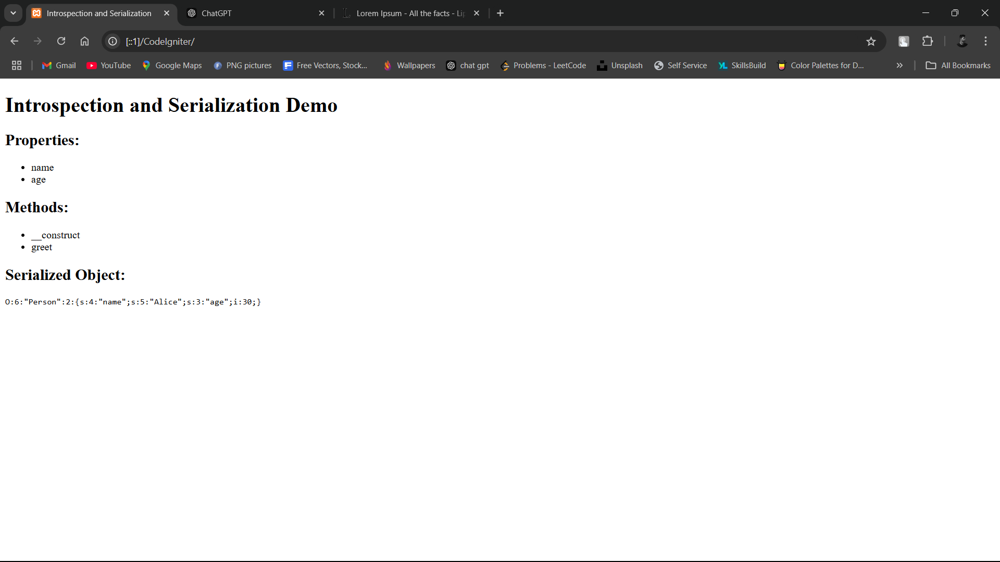 Introspection and Serialization
ChatGPT
Lorem Ipsum - All the facts - Li
[::1]/CodeIgniter/
Gmail
YouTube
Google Maps
PNG pictures
Free Vectors, Stock...
Wallpapers
chat gpt
Problems - LeetCode
Unsplash
Self Service
SkillsBuild
Color Palettes for D...
All Bookmarks
Introspection and Serialization Demo
Properties:
• name
• age
Methods:
• __construct
• greet
Serialized Object:
O:6:"Person":2:{s:4:"name";s:5:"Alice";s:3:"age";i:30;}